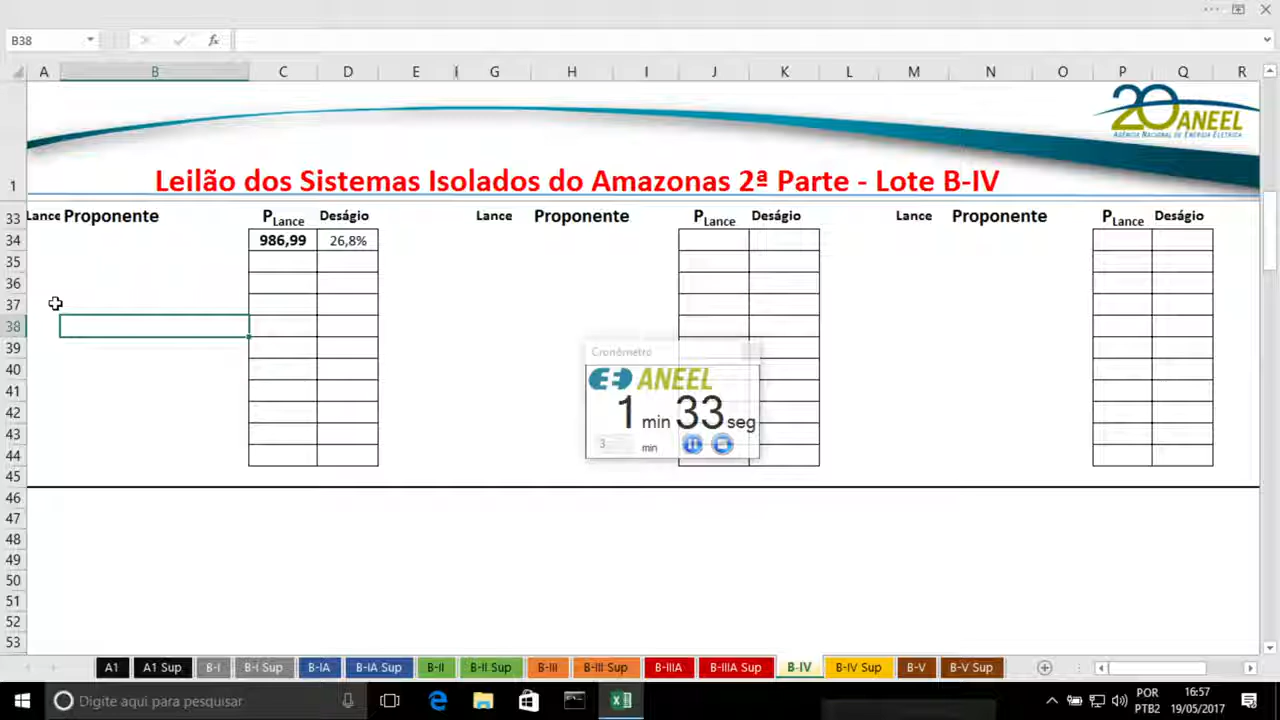 B38
fx
A B C D E G H I J K L M N O P Q R
20 ANEEL
AGÊNCIA NACIONAL DE ENERGIA ELÉTRICA
1 Leilão dos Sistemas Isolados do Amazonas 2ª Parte - Lote B-IV
33 Lance Proponente PLance Deságio Lance Proponente PLance Deságio Lance Proponente PLance Deságio
34 986,99 26,8%
35
36
37
38
39
40
41
42
43
44
45
46
47
48
49
50
51
52
53
Cronômetro
ANEEL
1 min 33 seg
3 min
A1 A1 Sup B-I B-I Sup B-IA B-IA Sup B-II B-II Sup B-III B-III Sup B-IIIA B-IIIA Sup B-IV B-IV Sup B-V B-V Sup
Digite aqui para pesquisar
POR
PTB2
16:57
19/05/2017